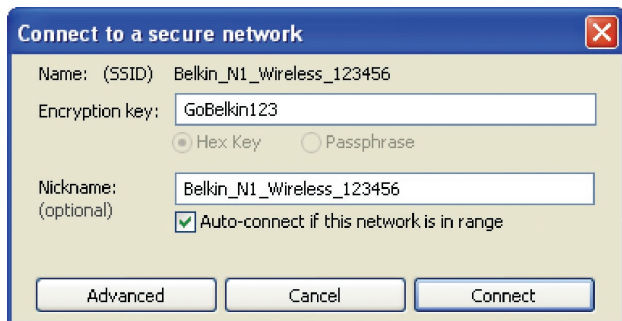 Connect to a secure network
Name: (SSID) Belkin_N1_Wireless_123456
Encryption key: GoBelkin123
Hex Key Passphrase
Nickname: Belkin_N1_Wireless_123456
(optional)
Auto-connect if this network is in range
Advanced Cancel Connect